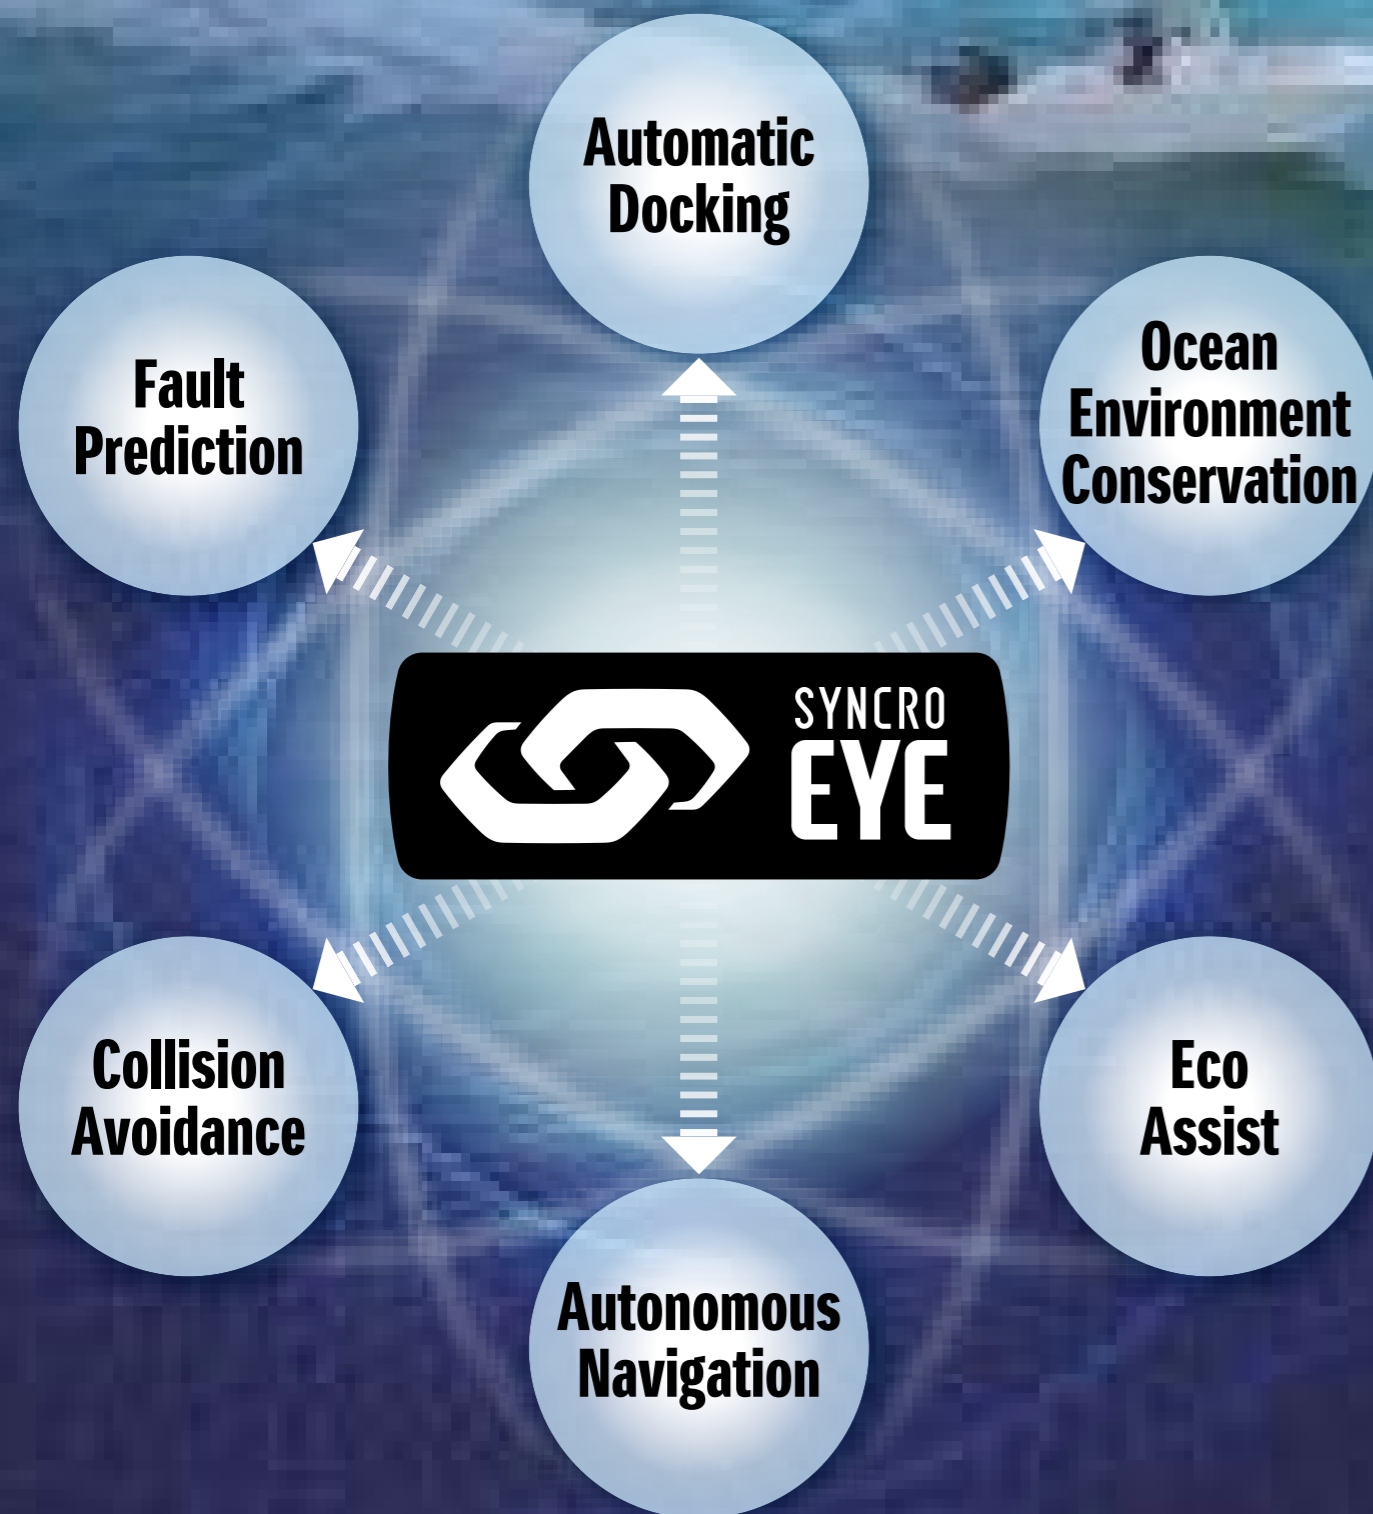 Automatic
Docking
Fault
Prediction
Ocean
Environment
Conservation
SYNCRO
EYE
Collision
Avoidance
Eco
Assist
Autonomous
Navigation